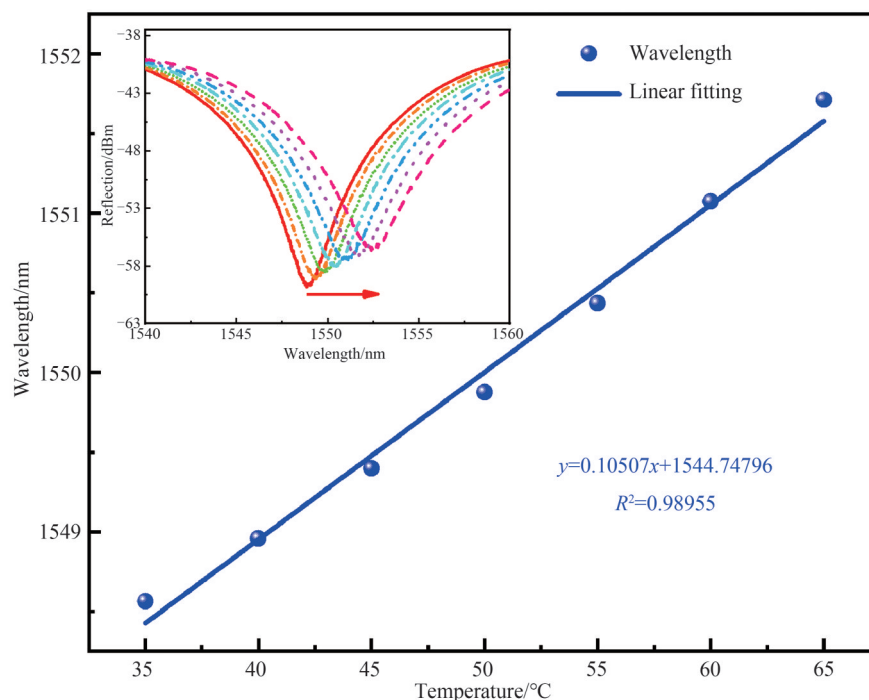 1552
1551
1550
1549
Wavelength/nm
35
40
45
50
55
60
65
Temperature/℃
Wavelength
Linear fitting
y=0.10507x+1544.74796
R²=0.98955
−38
−43
−48
−53
−58
−63
Reflection/dBm
1540
1545
1550
1555
1560
Wavelength/nm